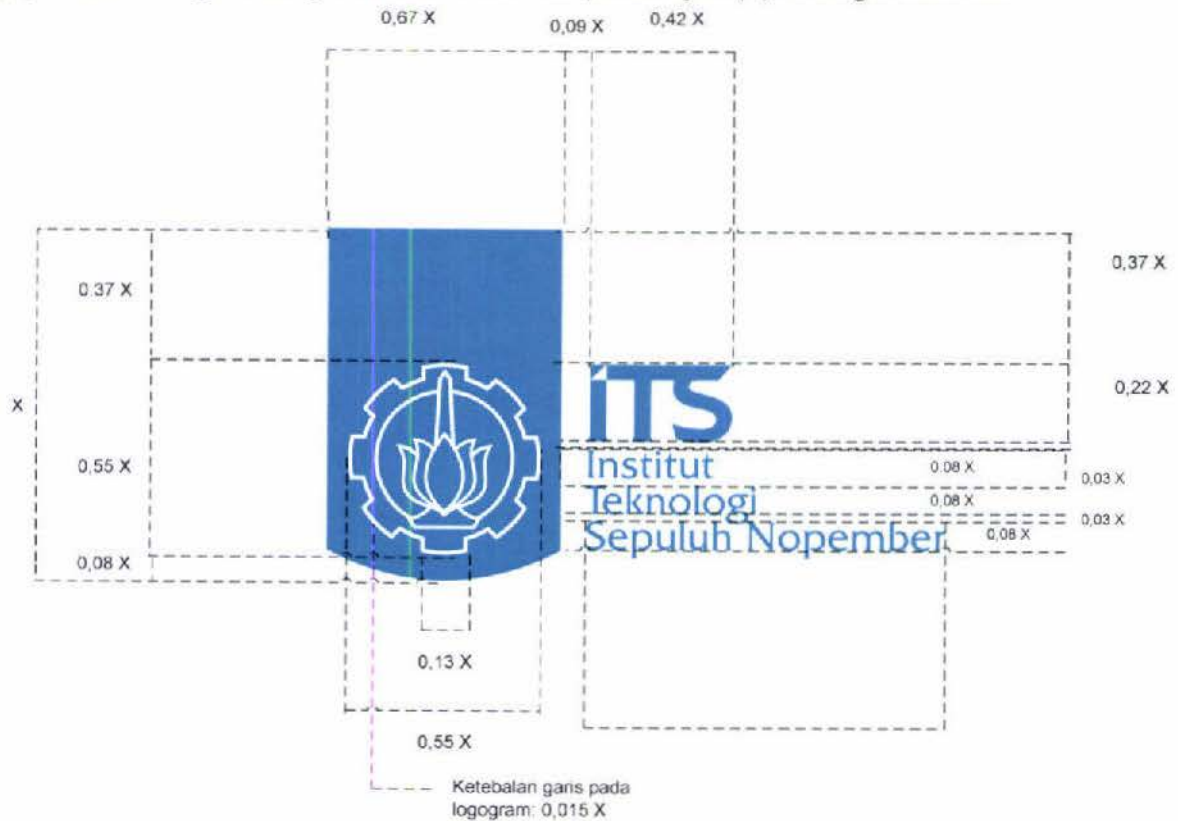 0,67 X
0,09 X
0,42 X
0,37 X
0.37 X
0,22 X
X
iTS
Institut
0.08 X
0,03 X
0,55 X
Teknologi
0,08 X
0,03 X
Sepuluh Nopember
0,08 X
0,08 X
0,13 X
0,55 X
Ketebalan garis pada
logogram: 0,015 X